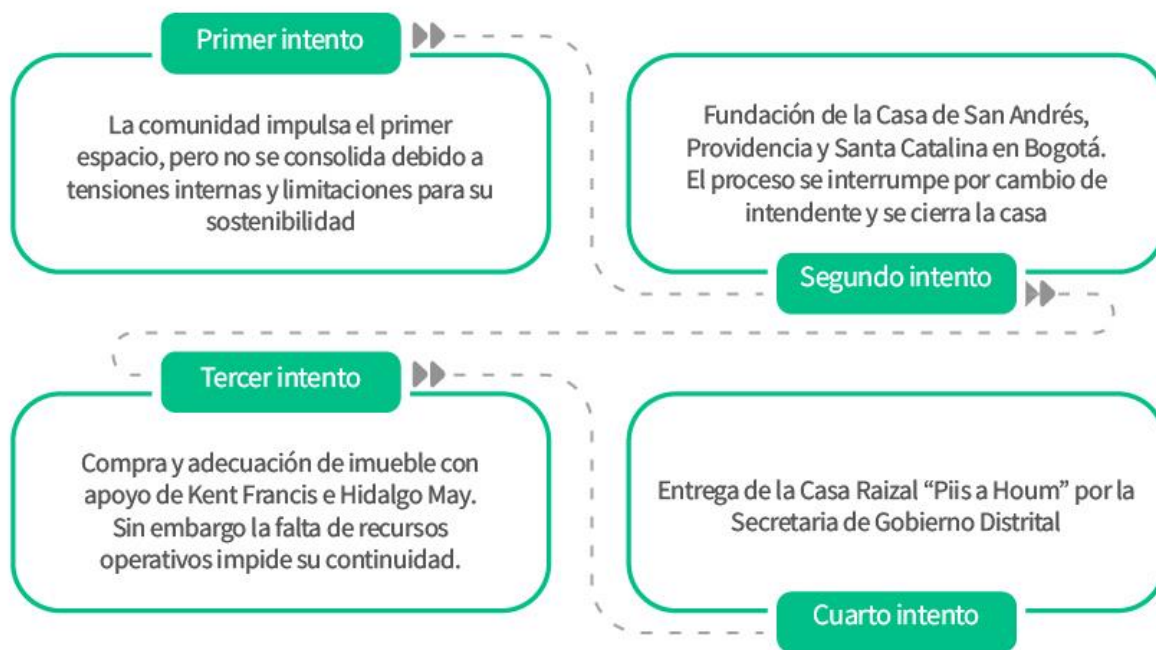 Primer intento
La comunidad impulsa el primer
espacio, pero no se consolida debido a
tensiones internas y limitaciones para su
sostenibilidad
Fundación de la Casa de San Andrés,
Providencia y Santa Catalina en Bogotá.
El proceso se interrumpe por cambio de
intendente y se cierra la casa
Segundo intento
Tercer intento
Compra y adecuación de imueble con
apoyo de Kent Francis e Hidalgo May.
Sin embargo la falta de recursos
operativos impide su continuidad.
Entrega de la Casa Raizal “Piis a Houm” por la
Secretaria de Gobierno Distrital
Cuarto intento